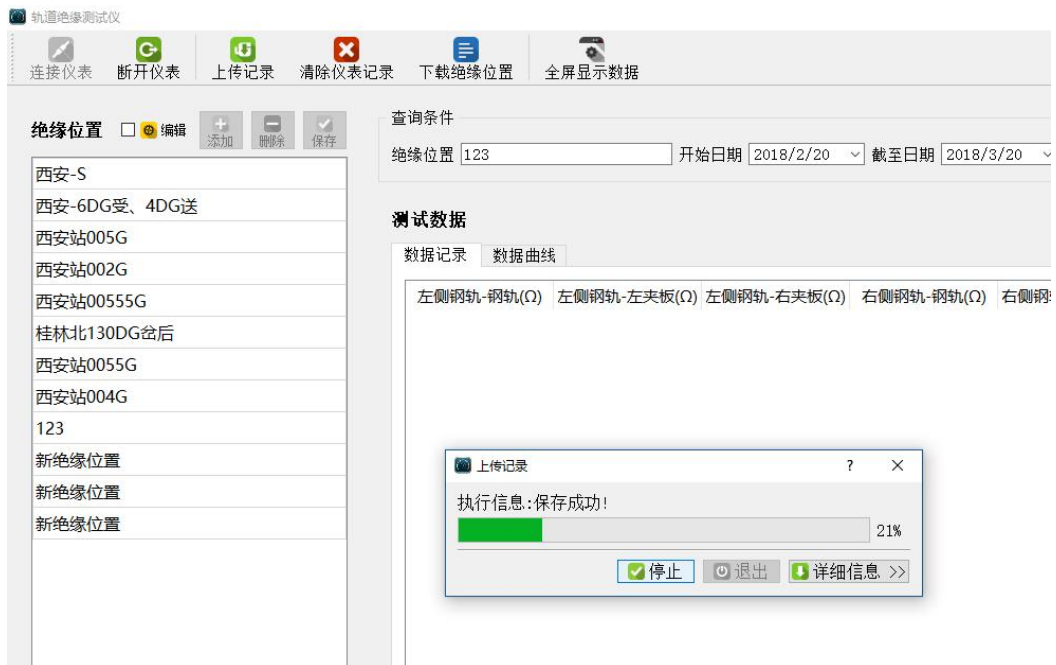 轨道绝缘测试仪
连接仪表 断开仪表 上传记录 清除仪表记录 下载绝缘位置 全屏显示数据
绝缘位置 编辑 添加 删除 保存
西安-S
西安-6DG受、4DG送
西安站005G
西安站002G
西安站00555G
桂林北130DG岔后
西安站0055G
西安站004G
123
新绝缘位置
新绝缘位置
新绝缘位置
查询条件
绝缘位置 123 开始日期 2018/2/20 截至日期 2018/3/20
测试数据
数据记录 数据曲线
左侧钢轨-钢轨(Ω) 左侧钢轨-左夹板(Ω) 左侧钢轨-右夹板(Ω) 右侧钢轨-钢轨(Ω) 右侧钢
上传记录 ?
执行信息:保存成功!
21%
停止 退出 详细信息 >>